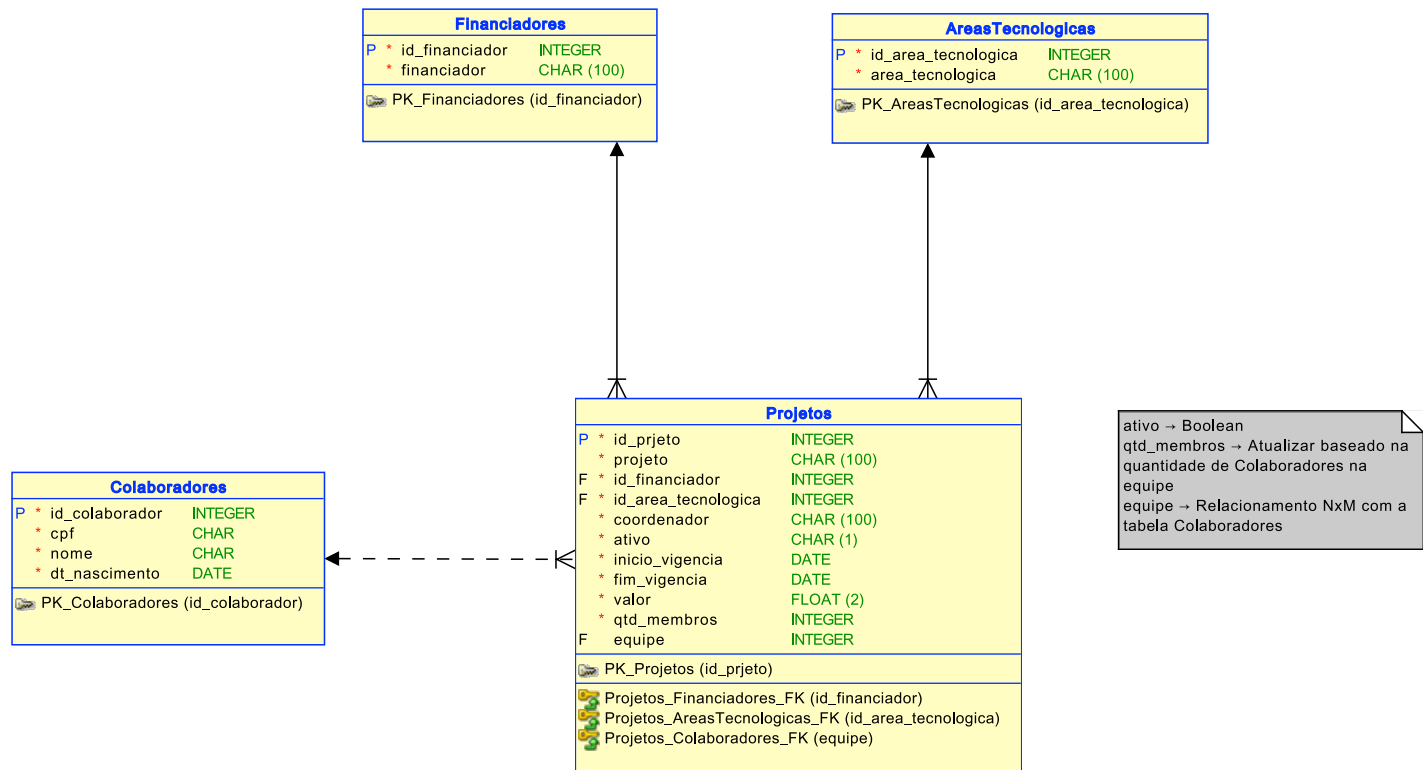 Financiadores
P * id_financiador INTEGER
* financiador CHAR (100)
PK_Financiadores (id_financiador)
AreasTecnologicas
P * id_area_tecnologica INTEGER
* area_tecnologica CHAR (100)
PK_AreasTecnologicas (id_area_tecnologica)
Colaboradores
P * id_colaborador INTEGER
* cpf CHAR
* nome CHAR
* dt_nascimento DATE
PK_Colaboradores (id_colaborador)
Projetos
P * id_prjeto INTEGER
* projeto CHAR (100)
F * id_financiador INTEGER
F * id_area_tecnologica INTEGER
* coordenador CHAR (100)
* ativo CHAR (1)
* inicio_vigencia DATE
* fim_vigencia DATE
* valor FLOAT (2)
* qtd_membros INTEGER
F equipe INTEGER
PK_Projetos (id_prjeto)
Projetos_Financiadores_FK (id_financiador)
Projetos_AreasTecnologicas_FK (id_area_tecnologica)
Projetos_Colaboradores_FK (equipe)
ativo → Boolean
qtd_membros → Atualizar baseado na
quantidade de Colaboradores na
equipe
equipe → Relacionamento NxM com a
tabela Colaboradores